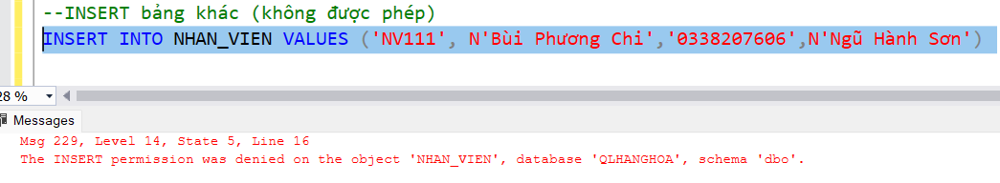 --INSERT bảng khác (không được phép)
INSERT INTO NHAN_VIEN VALUES ('NV111', N'Bùi Phương Chi','0338207606',N'Ngũ Hành Sơn')
28 %
Messages
Msg 229, Level 14, State 5, Line 16
The INSERT permission was denied on the object 'NHAN_VIEN', database 'QLHANGHOA', schema 'dbo'.